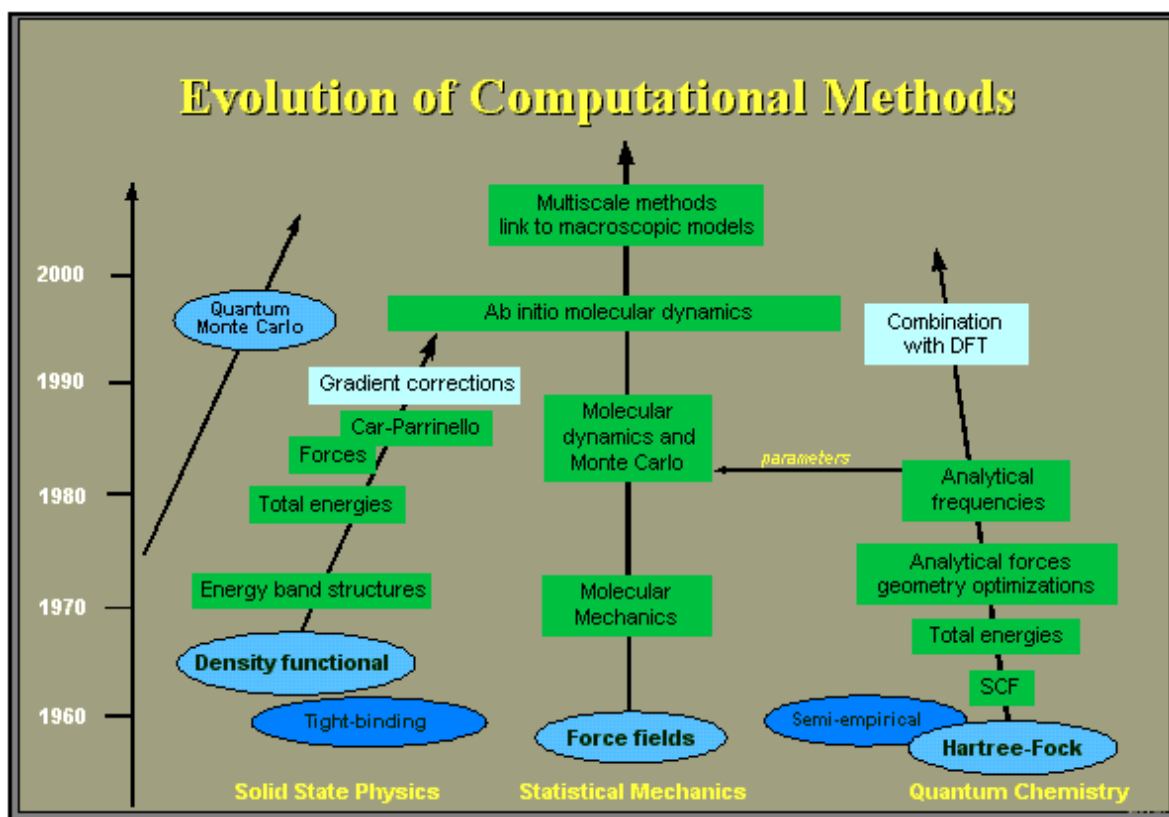 Evolution of Computational Methods
Multiscale methods
link to macroscopic models
2000
Quantum
Monte Carlo
Ab initio molecular dynamics
Combination
with DFT
1990
Gradient corrections
Car-Parrinello
Forces
Molecular
dynamics and
Monte Carlo
parameters
Analytical
frequencies
1980
Total energies
Energy band structures
Molecular
Mechanics
Analytical forces
geometry optimizations
1970
Total energies
Density functional
SCF
1960
Tight-binding
Force fields
Semi-empirical
Hartree-Fock
Solid State Physics
Statistical Mechanics
Quantum Chemistry